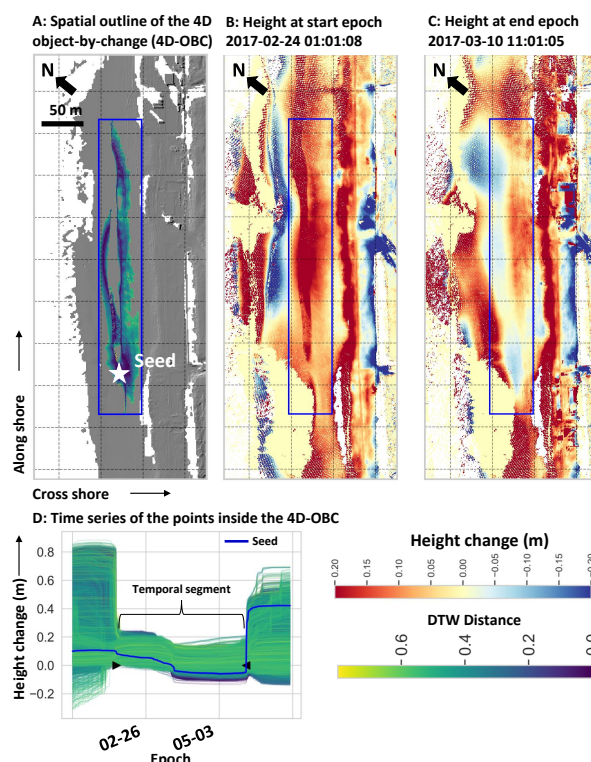 A: Spatial outline of the 4D
object-by-change (4D-OBC)
B: Height at start epoch
2017-02-24 01:01:08
C: Height at end epoch
2017-03-10 11:01:05
N
N
N
50 m
Seed
Along shore
Cross shore
D: Time series of the points inside the 4D-OBC
Seed
Temporal segment
Height change (m)
0.8
0.6
0.4
0.2
0.0
−0.2
02-26
05-03
Epoch
Height change (m)
0.20
0.10
0.05
0.00
−0.05
−0.10
−0.15
−0.20
DTW Distance
0.6
0.4
0.2
0.0